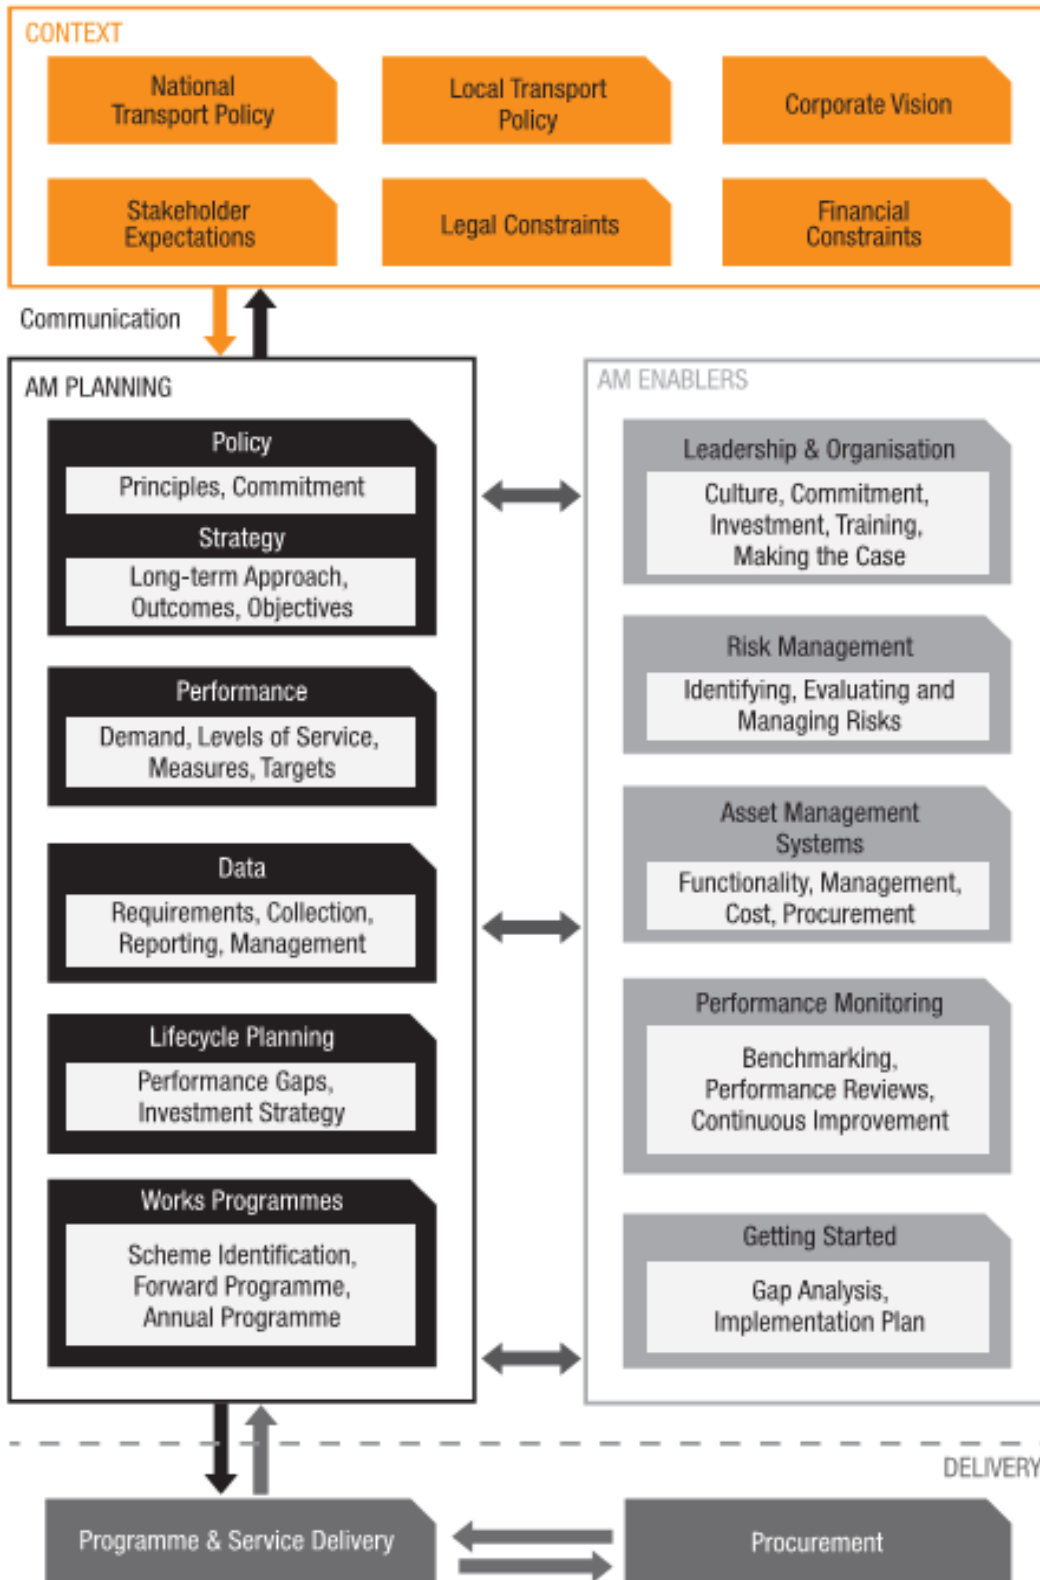 CONTEXT
National
Transport Policy
Local Transport
Policy
Corporate Vision
Stakeholder
Expectations
Legal Constraints
Financial
Constraints
Communication
AM PLANNING
Policy
Principles, Commitment
Strategy
Long-term Approach,
Outcomes, Objectives
Performance
Demand, Levels of Service,
Measures, Targets
Data
Requirements, Collection,
Reporting, Management
Lifecycle Planning
Performance Gaps,
Investment Strategy
Works Programmes
Scheme Identification,
Forward Programme,
Annual Programme
AM ENABLERS
Leadership & Organisation
Culture, Commitment,
Investment, Training,
Making the Case
Risk Management
Identifying, Evaluating and
Managing Risks
Asset Management
Systems
Functionality, Management,
Cost, Procurement
Performance Monitoring
Benchmarking,
Performance Reviews,
Continuous Improvement
Getting Started
Gap Analysis,
Implementation Plan
DELIVERY
Programme & Service Delivery
Procurement